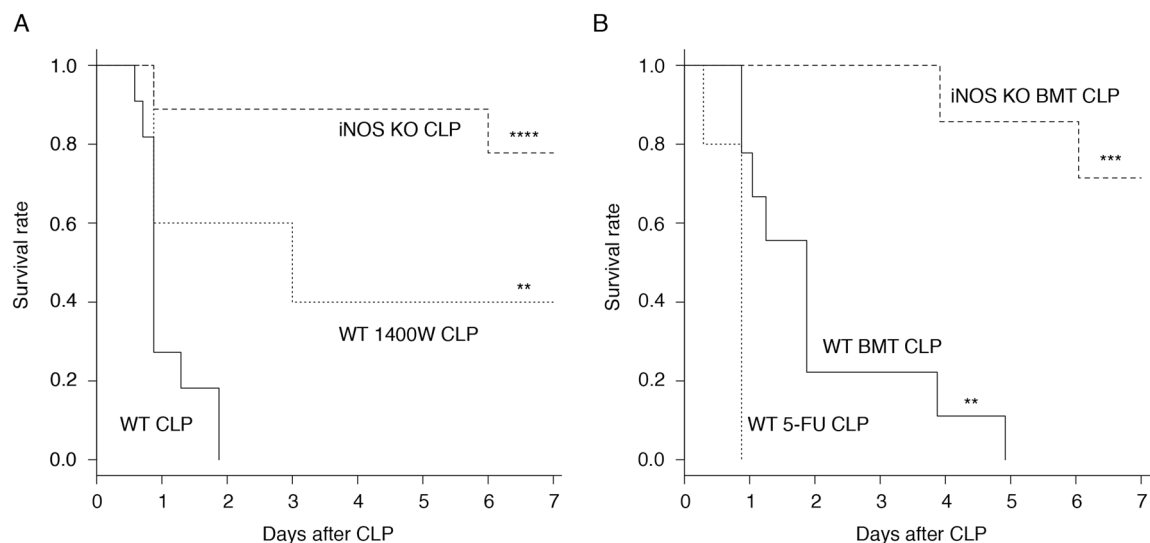 A
Survival rate
1.0
0.8
0.6
0.4
0.2
0.0
iNOS KO CLP
****
**
WT 1400W CLP
WT CLP
0 1 2 3 4 5 6 7
Days after CLP
B
Survival rate
1.0
0.8
0.6
0.4
0.2
0.0
iNOS KO BMT CLP
***
WT BMT CLP
**
WT 5-FU CLP
0 1 2 3 4 5 6 7
Days after CLP